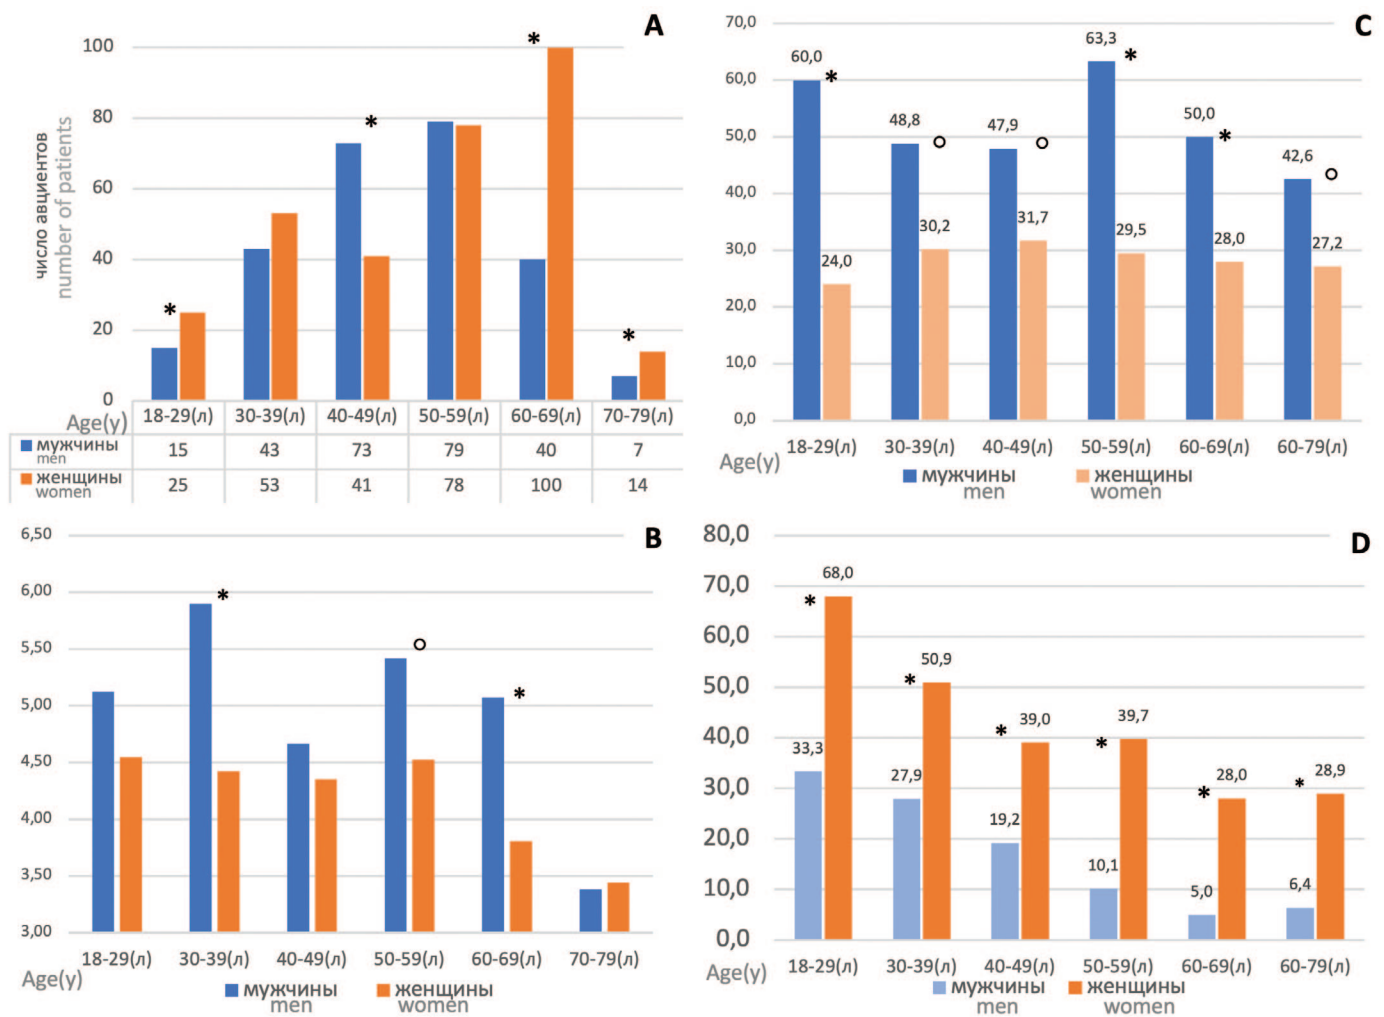 A
число авциентов
number of patients
100
80
60
40
20
0
Age(y) 18-29(л) 30-39(л) 40-49(л) 50-59(л) 60-69(л) 70-79(л)
мужчины 15 43 73 79 40 7
men
женщины 25 53 41 78 100 14
women
* * * *
C
70,0
60,0
50,0
40,0
30,0
20,0
10,0
0,0
60,0 * 48,8 47,9 63,3 * 50,0 * 42,6
24,0 30,2 31,7 29,5 28,0 27,2
18-29(л) 30-39(л) 40-49(л) 50-59(л) 60-69(л) 60-79(л)
Age(y)
мужчины женщины
men women
B
6,50
6,00
5,50
5,00
4,50
4,00
3,50
3,00
* *
18-29(л) 30-39(л) 40-49(л) 50-59(л) 60-69(л) 70-79(л)
Age(y)
мужчины женщины
men women
D
80,0
70,0
60,0
50,0
40,0
30,0
20,0
10,0
0,0
* 68,0 * 50,9 * 39,0 * 39,7 * 28,0 * 28,9
33,3 27,9 19,2 10,1 5,0 6,4
18-29(л) 30-39(л) 40-49(л) 50-59(л) 60-69(л) 60-79(л)
Age(y)
мужчины женщины
men women